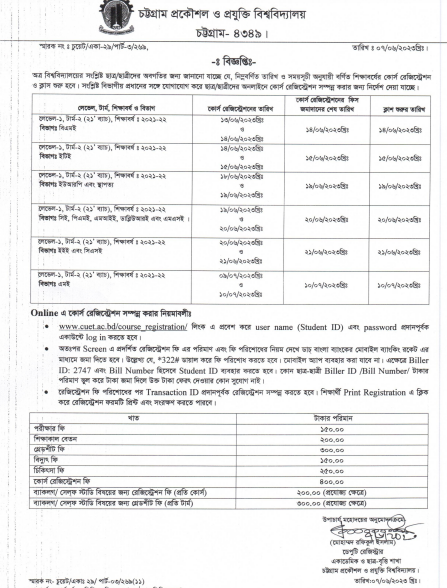 চট্টগ্রাম প্রকৌশল ও প্রযুক্তি বিশ্ববিদ্যালয়
চট্টগ্রাম- ৪৩৪৯।
স্মারক নং ঃ চুয়েট/একা-২৯/পার্ট-৩/২৬৯,
তারিখ ঃ ০৭/০৬/২০২৩খ্রিঃ
-ঃ বিজ্ঞপ্তিঃ-
অত্র বিশ্ববিদ্যালয়ের সংশ্লিষ্ট ছাত্র/ছাত্রীদের অবগতির জন্য জানানো যাচ্ছে যে, নিম্নবর্ণিত তারিখ ও সময়সূচী অনুযায়ী বর্ণিত শিক্ষাবর্ষের কোর্স রেজিস্ট্রেশন
ও ক্লাস শুরু হবে। সংশ্লিষ্ট বিভাগীয় প্রধানের সঙ্গে যোগাযোগ করে ছাত্র/ছাত্রীদের অনলাইনে কোর্স রেজিস্ট্রেশন সম্পন্ন করার জন্য নির্দেশ দেয়া যাচ্ছে।
লেভেল, টার্ম, শিক্ষাবর্ষ ও বিভাগ
কোর্স রেজিস্ট্রেশনের তারিখ
কোর্স রেজিস্ট্রেশনের ফিস
জমাদানের শেষ তারিখ
ক্লাস শুরুর তারিখ
লেভেল-১, টার্ম-২ (২১' ব্যাচ), শিক্ষাবর্ষ ঃ ২০২১-২২
বিভাগঃ বিএমই
১৩/০৬/২০২৩খ্রিঃ
ও
১৪/০৬/২০২৩খ্রিঃ
১৪/০৬/২০২৩খ্রিঃ
১৪/০৬/২০২৩খ্রিঃ
লেভেল-১, টার্ম-২ (২১' ব্যাচ), শিক্ষাবর্ষ ঃ ২০২১-২২
বিভাগঃ ইটিই
১৪/০৬/২০২৩খ্রিঃ
ও
১৫/০৬/২০২৩খ্রিঃ
১৫/০৬/২০২৩খ্রিঃ
১৫/০৬/২০২৩খ্রিঃ
লেভেল-১, টার্ম-২ (২১' ব্যাচ), শিক্ষাবর্ষ ঃ ২০২১-২২
বিভাগঃ ইউআরপি এবং স্থাপত্য
১৮/০৬/২০২৩খ্রিঃ
ও
১৯/০৬/২০২৩খ্রিঃ
১৯/০৬/২০২৩খ্রিঃ
১৯/০৬/২০২৩খ্রিঃ
লেভেল-১, টার্ম-২ (২১' ব্যাচ), শিক্ষাবর্ষ ঃ ২০২১-২২
বিভাগঃ সিই, পিএমই, এমআইই, ডাব্লিউআরই এবং এমএসই ।
১৯/০৬/২০২৩খ্রিঃ
২০/০৬/২০২৩খ্রিঃ
২০/০৬/২০২৩খ্রিঃ
২০/০৬/২০২৩খ্রিঃ
লেভেল-১, টার্ম-২ (২১' ব্যাচ), শিক্ষাবর্ষ ঃ ২০২১-২২
বিভাগঃ ইইই এবং সিএসই
২০/০৬/২০২৩খ্রিঃ
ও
২১/০৬/২০২৩খ্রিঃ
২১/০৬/২০২৩খ্রিঃ
২১/০৬/২০২৩খ্রিঃ
লেভেল-১, টার্ম-২ (২১' ব্যাচ), শিক্ষাবর্ষ ঃ ২০২১-২২
বিভাগঃ এমই
০৯/০৭/২০২৩খ্রিঃ
ও
১০/০৭/২০২৩খ্রিঃ
১০/০৭/২০২৩খ্রিঃ
১০/০৭/২০২৩খ্রিঃ
Online এ কোর্স রেজিস্ট্রেশন সম্পন্ন করার নিয়মাবলীঃ
• www.cuet.ac.bd/course_registration/ লিংক এ প্রবেশ করে user name (Student ID) এবং password প্রদানপূর্বক
একাউন্টে log in করতে হবে।
• অতঃপর Screen এ প্রদর্শিত রেজিস্ট্রেশন ফি এর পরিমাণ এবং ফি পরিশোধের নিয়ম দেখে ডাচ্ বাংলা ব্যাংকের মোবাইল ব্যাংকিং রকেট এর
মাধ্যমে জমা দিতে হবে। উল্লেখ্য যে, *322# ডায়াল করে ফি পরিশোধ করতে হবে। মোবাইল অ্যাপ ব্যবহার করা যাবে না। এক্ষেত্রে Biller
ID: 2747 এবং Bill Number হিসেবে Student ID ব্যবহার করতে হবে। কোন ছাত্র-ছাত্রী Biller ID /Bill Number/ টাকার
পরিমাণ ভুল করে টাকা জমা দিলে উক্ত টাকা ফেরৎ দেওয়ার কোন সুযোগ নাই।
• রেজিস্ট্রেশন ফি পরিশোধের পর Transaction ID প্রদানপূর্বক রেজিস্ট্রেশন সম্পন্ন করতে হবে। শিক্ষার্থী Print Registration এ ক্লিক
করে রেজিস্ট্রেশন ফরমটি প্রিন্ট এবং সংরক্ষণ করতে পারবে।
খাত
টাকার পরিমান
পরীক্ষার ফি
১৫০.০০
শিক্ষাকাল বেতন
২০০.০০
গ্রেডশীট ফি
৩০০.০০
বিদ্যুৎ ফি
১৫০.০০
চিকিৎসা ফি
২৫০.০০
কোর্স রেজিস্ট্রেশন ফি
৪০০.০০
ব্যাকলগ/ সেল্ফ স্টাডি বিষয়ের জন্য রেজিস্ট্রেশন ফি (প্রতি কোর্স)
২০০.০০ (প্রযোজ্য ক্ষেত্রে)
ব্যাকলগ/ সেল্ফ স্টাডি বিষয়ের জন্য গ্রেডশীট ফি (প্রতি টার্ম)
৩০০.০০ (প্রযোজ্য ক্ষেত্রে)
উপাচার্য মহোদয়ের অনুমোদনক্রমে
(মোহাম্মদ রফিকুল ইসলাম)
ডেপুটি রেজিস্ট্রার
একাডেমিক ও ছাত্র-বৃত্তি শাখা
চট্টগ্রাম প্রকৌশল ও প্রযুক্তি বিশ্ববিদ্যালয়।
স্মারক নং- চুয়েট/একা ২৯/ পার্ট-০৩/২৬৯(১১)
তারিখঃ০৭/০৬/২০২৩খ্রিঃ ।